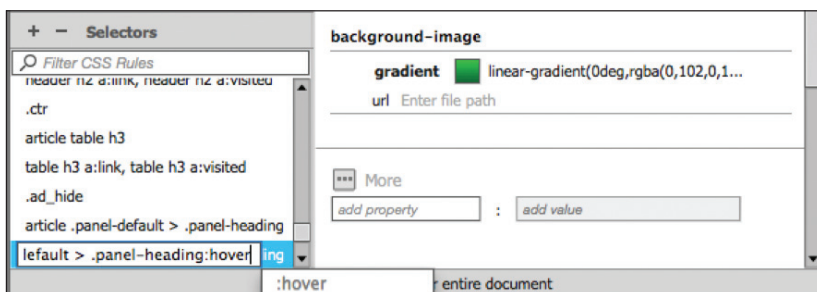 + − Selectors
Filter CSS Rules
header h2 a:link, header h2 a:visited
.ctr
article table h3
table h3 a:link, table h3 a:visited
.ad_hide
article .panel-default > .panel-heading
lefault > .panel-heading:hover ing
:hover
background-image
gradient linear-gradient(0deg,rgba(0,102,0,1...
url Enter file path
More
add property : add value
r entire document